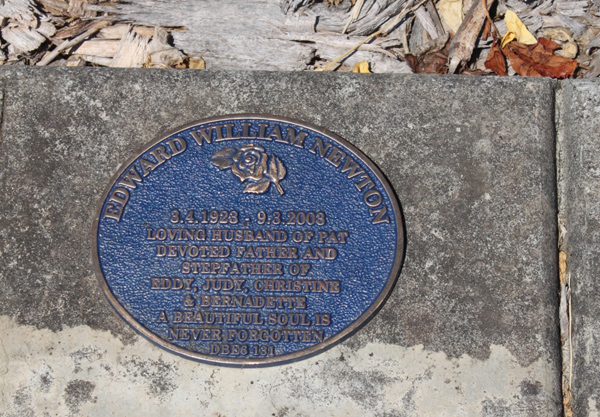 EDWARD WILLIAM NEWTON
3.4.1928 - 9.3.2008
LOVING HUSBAND OF PAT
DEVOTED FATHER AND
STEPFATHER OF
EDDY, JUDY, CHRISTINE
& BERNADETTE
A BEAUTIFUL SOUL IS
NEVER FORGOTTEN